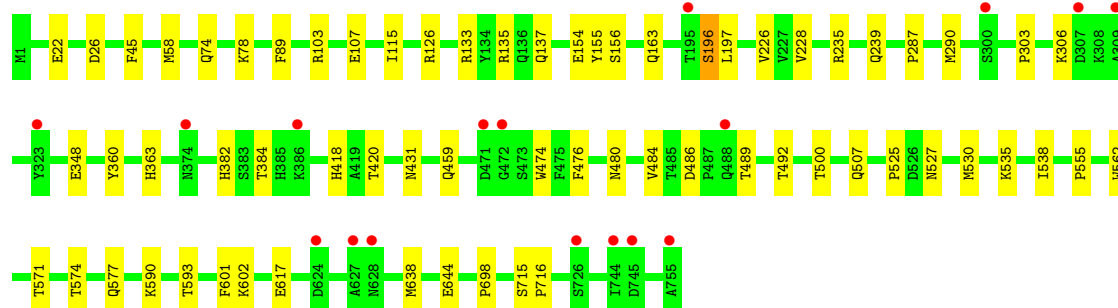 M1 E22 D26 F45 M58 Q74 K78 F89 R103 E107 I115 R126 R133 Y134 R135 Q136 Q137 E154 Y155 S156 Q163 T195 S196 L197 V226 V227 V228 R235 Q239 P287 M290 S300 P303 K306 D307 K308 A309
Y323 E348 Y360 H363 N374 H382 S383 T384 H385 K386 H418 A419 T420 N431 Q459 D471 G472 S473 W474 F475 F476 N480 V484 T485 D486 P487 Q488 T489 T492 T500 Q507 P525 D526 N527 M530 K535 I538 P555 W562
T571 T574 Q577 K590 T593 F601 K602 E617 D624 A627 N628 M638 E644 P698 S715 P716 S726 I744 D745 A755